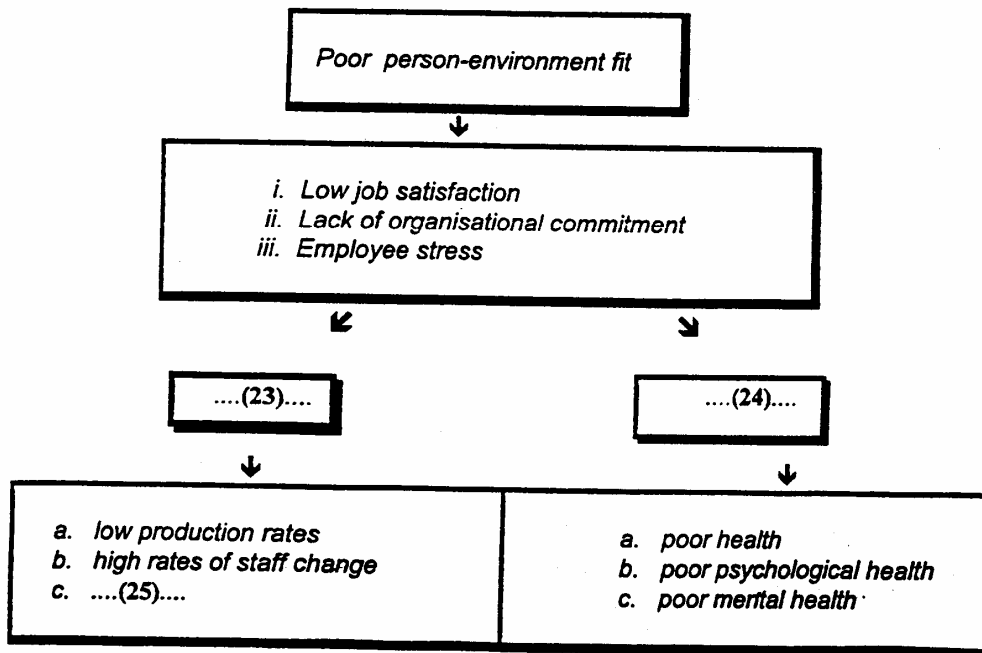 Poor person-environment fit
i. Low job satisfaction
ii. Lack of organisational commitment
iii. Employee stress
....(23)....
....(24)....
a. low production rates
b. high rates of staff change
c. ....(25)....
a. poor health
b. poor psychological health
c. poor mental health